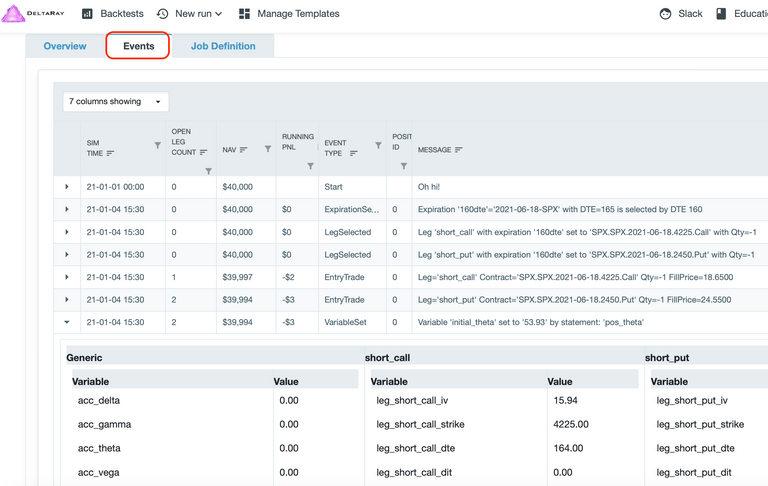 DELTARAY
Backtests
New run
Manage Templates
Slack
Educati
Overview
Events
Job Definition
7 columns showing
SIM TIME
OPEN LEG COUNT
NAV
RUNNING PNL
EVENT TYPE
POSIT ID
MESSAGE
21-01-01 00:00 0 $40,000 Start Oh hi!
21-01-04 15:30 0 $40,000 $0 ExpirationSe... 0 Expiration '160dte'='2021-06-18-SPX' with DTE=165 is selected by DTE 160
21-01-04 15:30 0 $40,000 $0 LegSelected 0 Leg 'short_call' with expiration '160dte' set to 'SPX.SPX.2021-06-18.4225.Call' with Qty=-1
21-01-04 15:30 0 $40,000 $0 LegSelected 0 Leg 'short_put' with expiration '160dte' set to 'SPX.SPX.2021-06-18.2450.Put' with Qty=-1
21-01-04 15:30 1 $39,997 -$2 EntryTrade 0 Leg='short_call' Contract='SPX.SPX.2021-06-18.4225.Call' Qty=-1 FillPrice=18.6500
21-01-04 15:30 2 $39,994 -$3 EntryTrade 0 Leg='short_put' Contract='SPX.SPX.2021-06-18.2450.Put' Qty=-1 FillPrice=24.5500
21-01-04 15:30 2 $39,994 -$3 VariableSet 0 Variable 'initial_theta' set to '53.93' by statement: 'pos_theta'
Generic short_call short_put
Variable Value Variable Value Variable
acc_delta 0.00 leg_short_call_iv 15.94 leg_short_put_iv
acc_gamma 0.00 leg_short_call_strike 4225.00 leg_short_put_strike
acc_theta 0.00 leg_short_call_dte 164.00 leg_short_put_dte
acc_vega 0.00 leg_short_call_dit 0.00 leg_short_put_dit